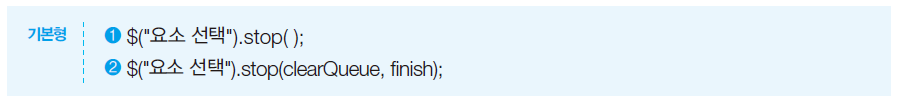 기본형 ❶ $("요소 선택").stop( );
❷ $("요소 선택").stop(clearQueue, finish);